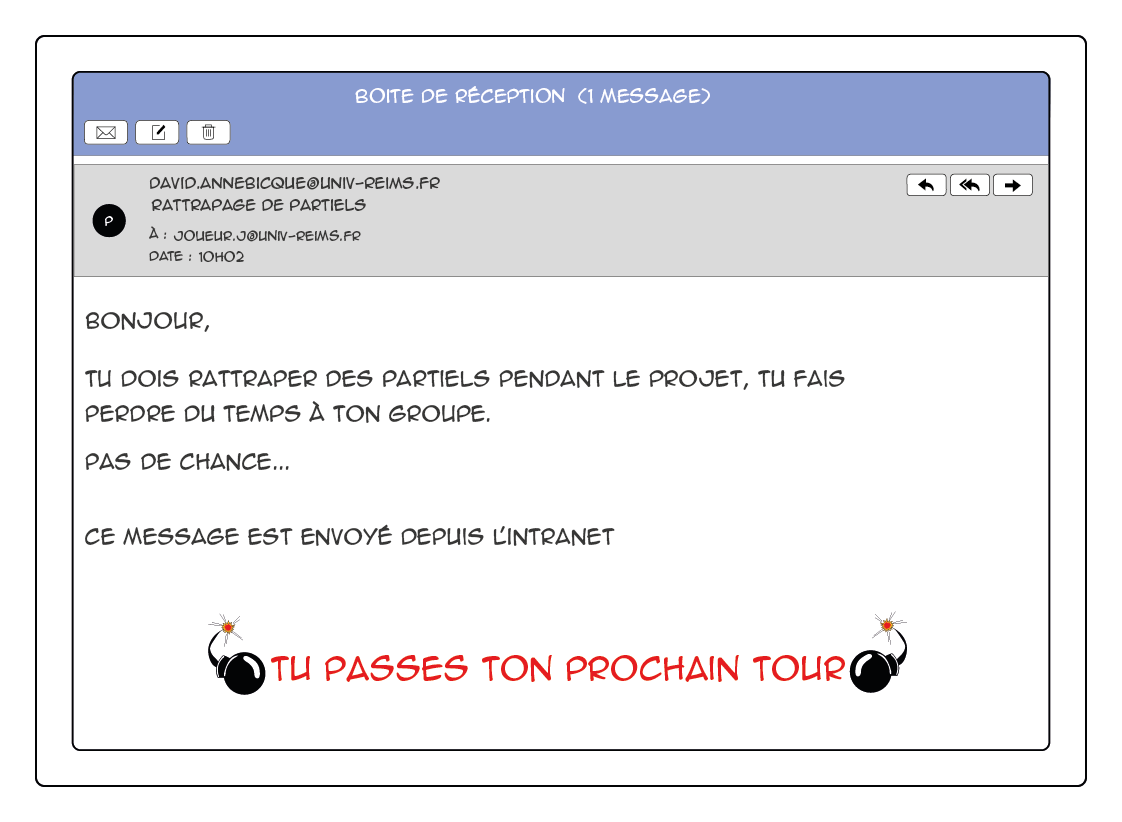 BOITE DE RÉCEPTION (1 MESSAGE)
DAVID.ANNEBICQUE@UNIV-REIMS.FR
RATTRAPAGE DE PARTIELS
P
À : JOUEUR.J@UNIV-REIMS.FR
DATE : 10H02
BONJOUR,
TU DOIS RATTRAPER DES PARTIELS PENDANT LE PROJET, TU FAIS
PERDRE DU TEMPS À TON GROUPE.
PAS DE CHANCE...
CE MESSAGE EST ENVOYÉ DEPUIS L'INTRANET
TU PASSES TON PROCHAIN TOUR